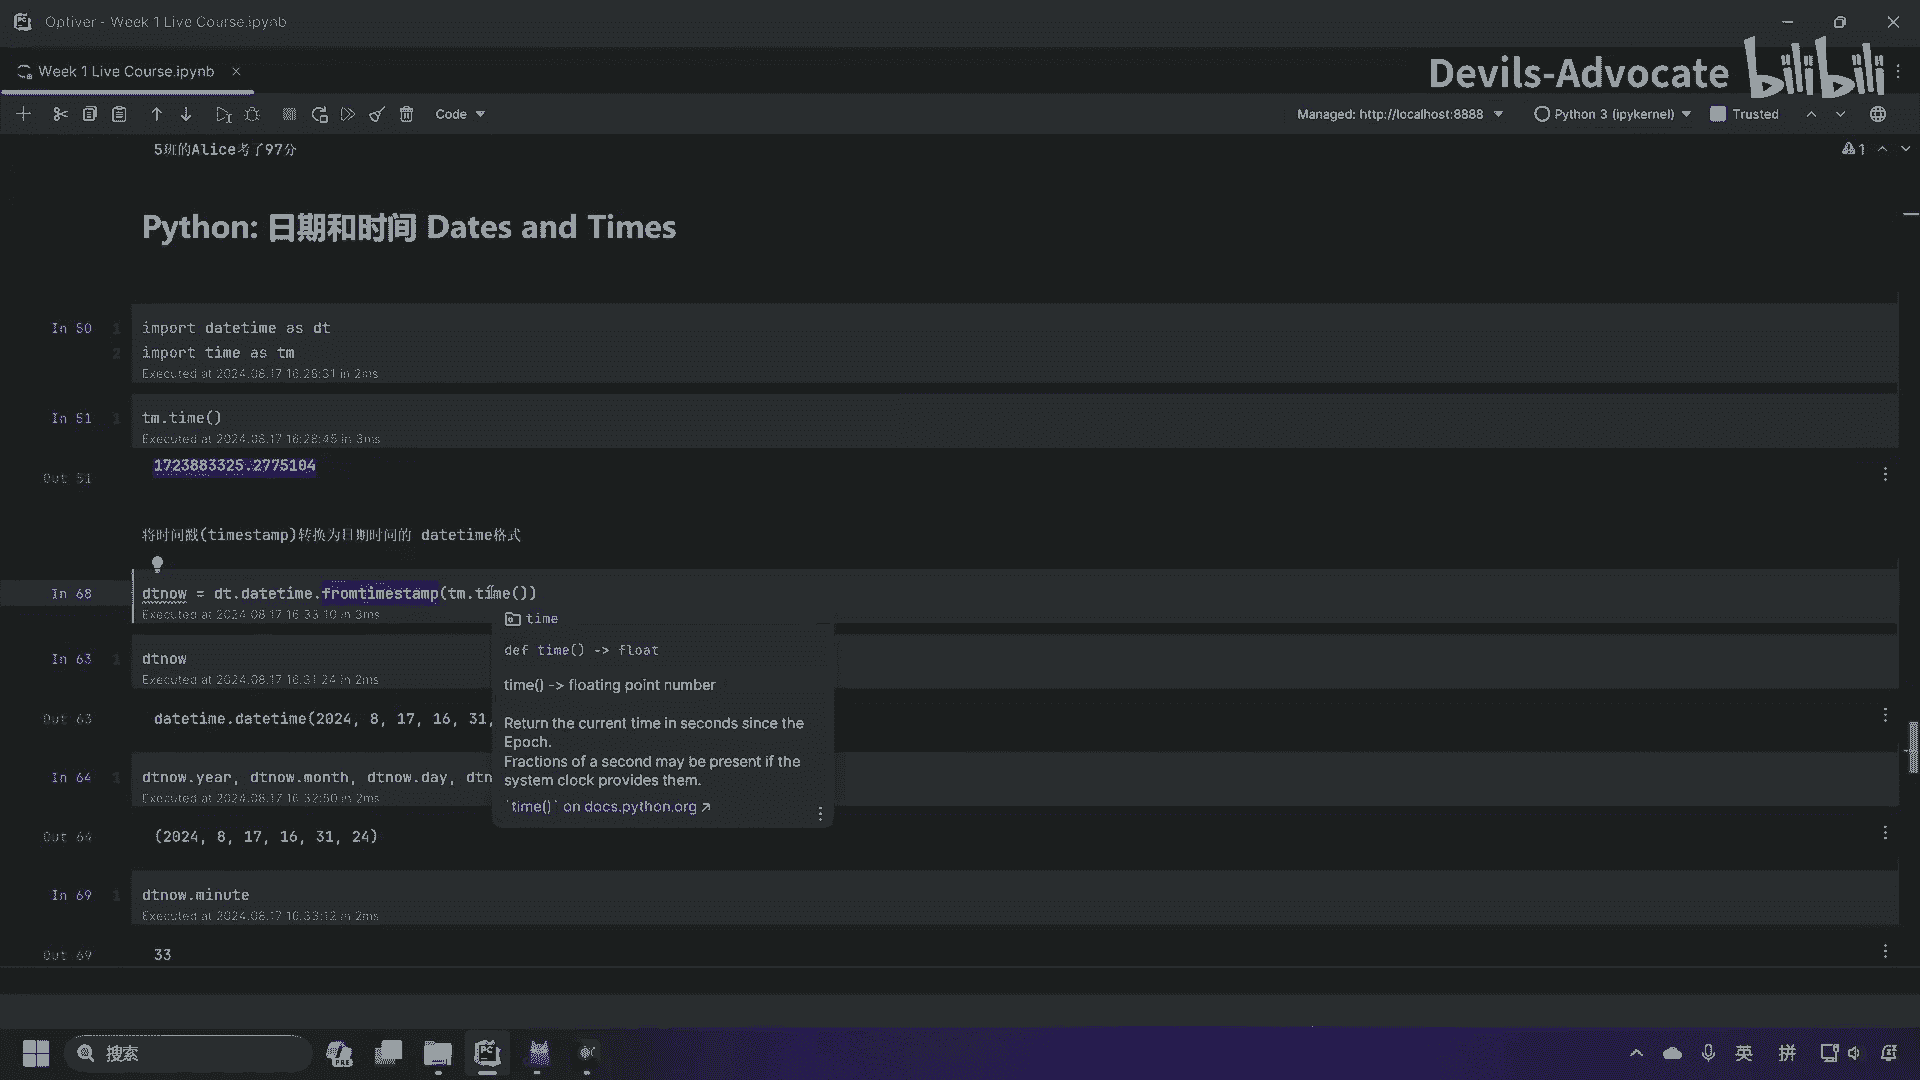 Optiver - Week 1 Live Course.ipynb
Week 1 Live Course.ipynb
Devils-Advocate bilibili
Code
Managed: http://localhost:8888
Python 3 (ipykernel)
Trusted
5班的Alice考了97分
1
Python: 日期和时间 Dates and Times
In 50
1 import datetime as dt
2 import time as tm
Executed at 2024.08.17 16:28:31 in 2ms
In 51
1 tm.time()
Executed at 2024.08.17 16:28:45 in 3ms
Out 51
1723883325.2775104
将时间戳(timestamp)转换为日期时间的 datetime格式
In 68
dtnow = dt.datetime.fromtimestamp(tm.time())
Executed at 2024.08.17 16:33:10 in 3ms
time
def time() -> float
time() -> floating point number
Return the current time in seconds since the
Epoch.
Fractions of a second may be present if the
system clock provides them.
`time()` on docs.python.org ↗
In 63
1 dtnow
Executed at 2024.08.17 16:31:24 in 2ms
Out 63
datetime.datetime(2024, 8, 17, 16, 31,
In 64
1 dtnow.year, dtnow.month, dtnow.day, dtn
Executed at 2024.08.17 16:32:50 in 2ms
Out 64
(2024, 8, 17, 16, 31, 24)
In 69
1 dtnow.minute
Executed at 2024.08.17 16:33:12 in 2ms
Out 69
33
搜索
PRE
PC
英
拼